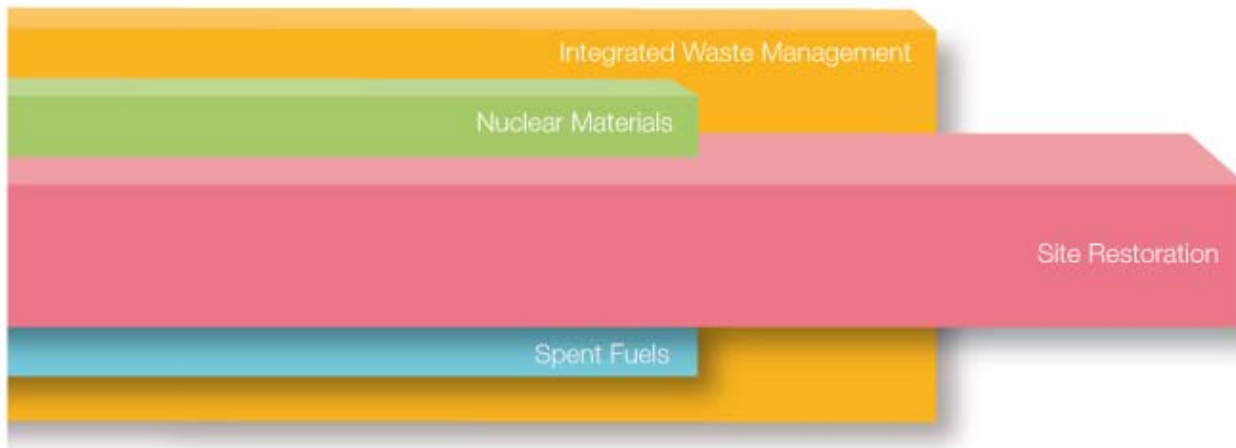 Integrated Waste Management
Nuclear Materials
Site Restoration
Spent Fuels